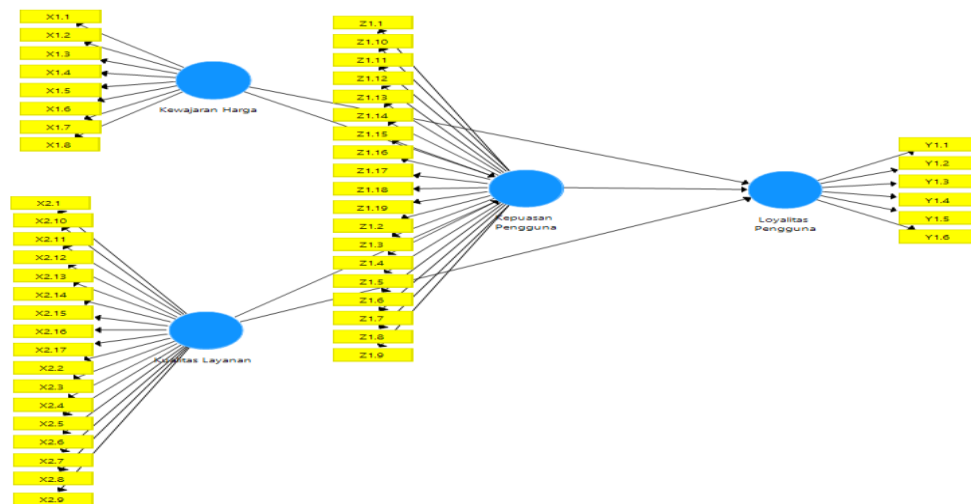 X1.1
X1.2
X1.3
X1.4
X1.5
X1.6
X1.7
X1.8
Kewajaran Harga
X2.1
X2.10
X2.11
X2.12
X2.13
X2.14
X2.15
X2.16
X2.17
X2.2
X2.3
X2.4
X2.5
X2.6
X2.7
X2.8
X2.9
Kualitas Layanan
Z1.1
Z1.10
Z1.11
Z1.12
Z1.13
Z1.14
Z1.15
Z1.16
Z1.17
Z1.18
Z1.19
Z1.2
Z1.3
Z1.4
Z1.5
Z1.6
Z1.7
Z1.8
Z1.9
Kepuasan
Pengguna
Loyalitas
Pengguna
Y1.1
Y1.2
Y1.3
Y1.4
Y1.5
Y1.6